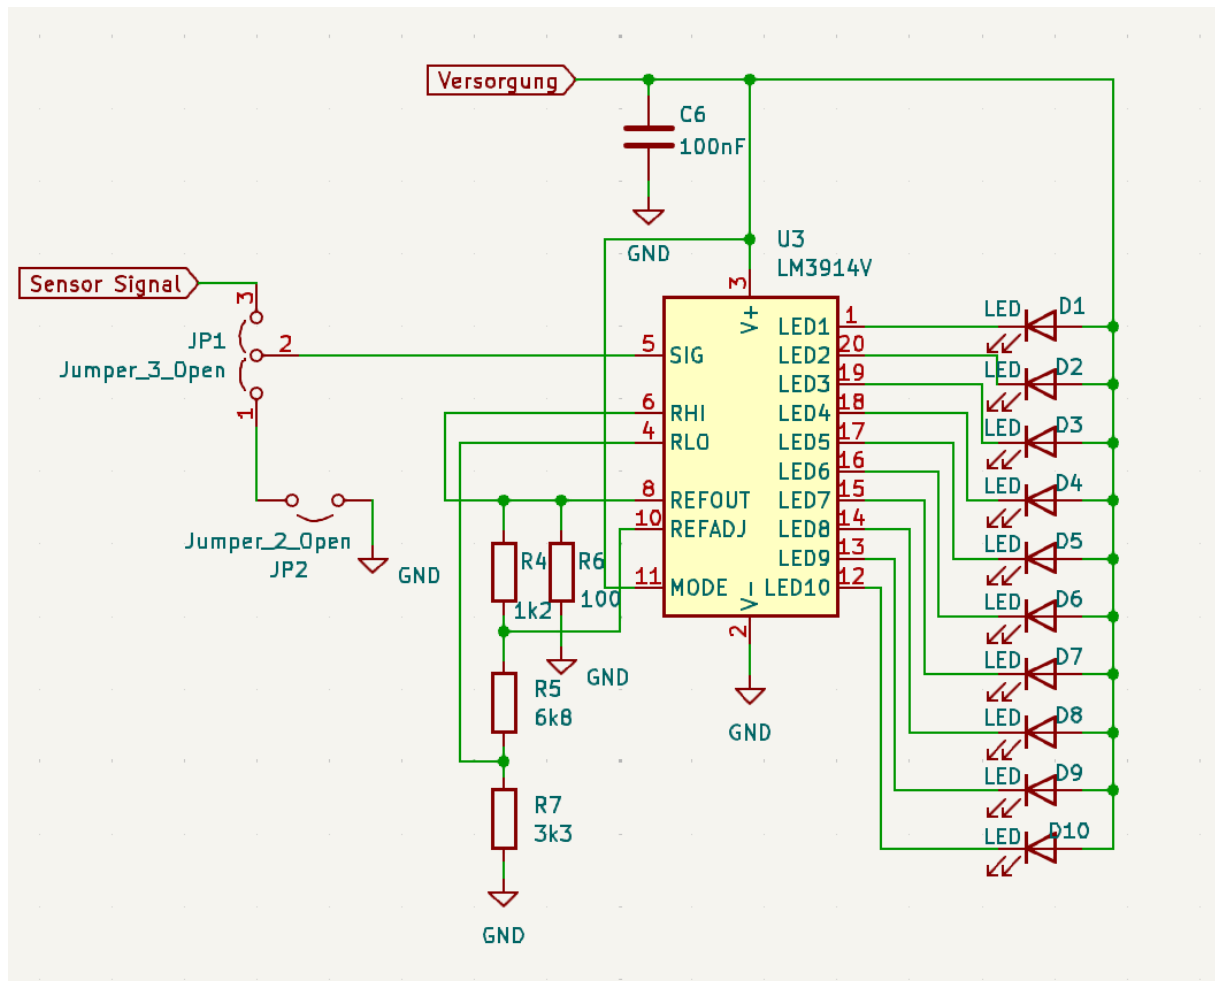 Versorgung
C6
100nF
GND
U3
LM3914V
Sensor Signal
3
JP1
2
Jumper_3_Open
1
Jumper_2_Open
JP2
GND
3
V+
5
SIG
6
RHI
4
RLO
8
REFOUT
10
REFADJ
11
MODE
V−
2
GND
LED1
1
LED2
20
LED3
19
LED4
18
LED5
17
LED6
16
LED7
15
LED8
14
LED9
13
LED10
12
R4
1k2
R6
100
GND
R5
6k8
R7
3k3
GND
LED
D1
LED
D2
LED
D3
LED
D4
LED
D5
LED
D6
LED
D7
LED
D8
LED
D9
LED
D10